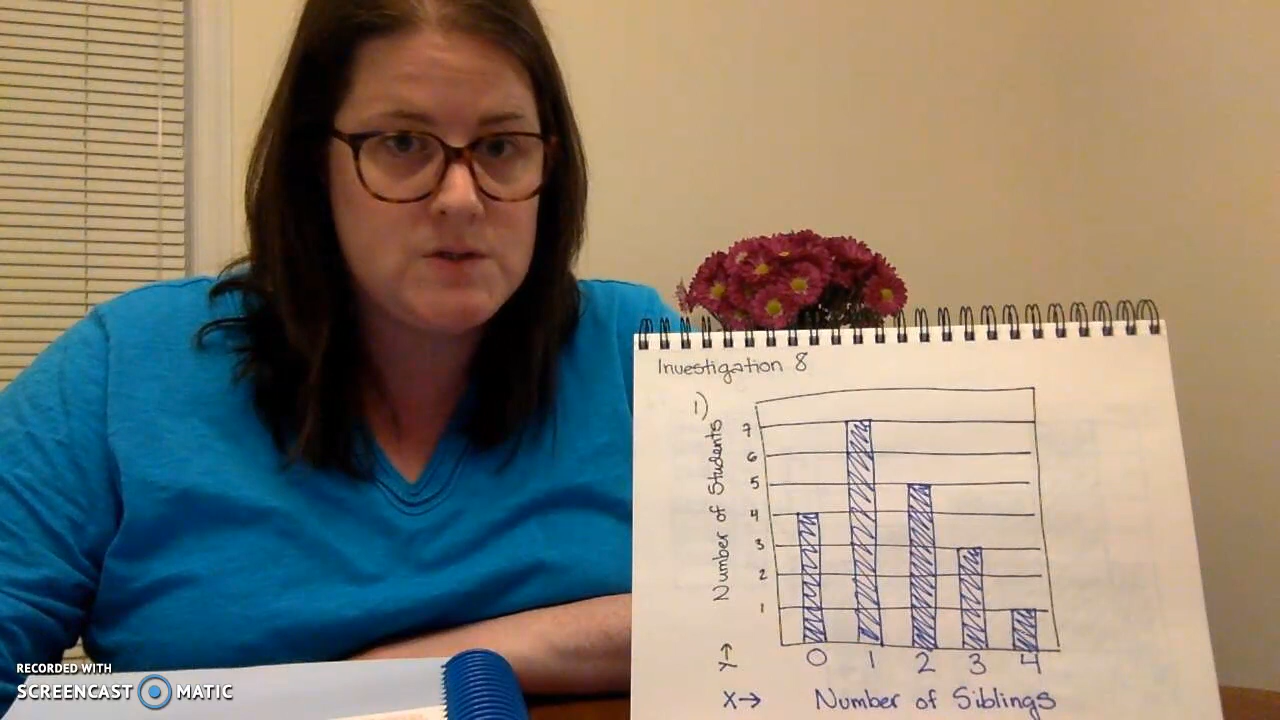 Investigation 8
1)
Number of Students
7
6
5
4
3
2
1
0 1 2 3 4
Y→
X→ Number of Siblings
RECORDED WITH
SCREENCAST MATIC